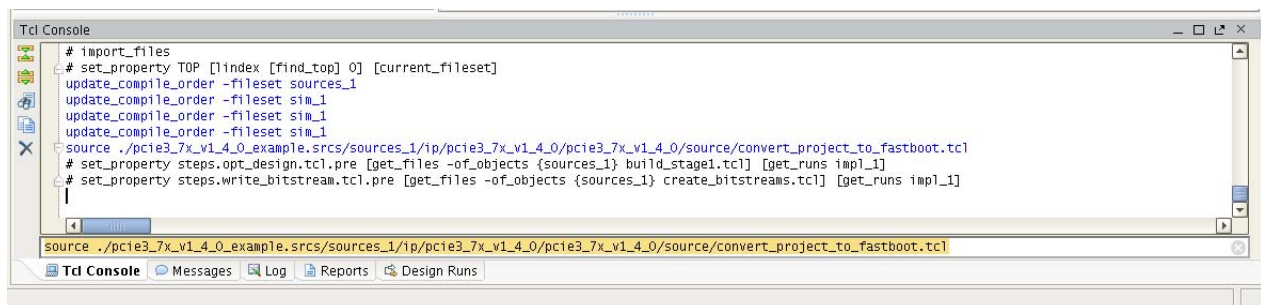 Tcl Console
# import_files
# set_property TOP [lindex [find_top] 0] [current_fileset]
update_compile_order -fileset sources_1
update_compile_order -fileset sim_1
update_compile_order -fileset sim_1
update_compile_order -fileset sim_1
source ./pcie3_7x_v1_4_0_example.srcs/sources_1/ip/pcie3_7x_v1_4_0/pcie3_7x_v1_4_0/source/convert_project_to_fastboot.tcl
# set_property steps.opt_design.tcl.pre [get_files -of_objects {sources_1} build_stage1.tcl] [get_runs impl_1]
# set_property steps.write_bitstream.tcl.pre [get_files -of_objects {sources_1} create_bitstreams.tcl] [get_runs impl_1]
source ./pcie3_7x_v1_4_0_example.srcs/sources_1/ip/pcie3_7x_v1_4_0/pcie3_7x_v1_4_0/source/convert_project_to_fastboot.tcl
Tcl Console Messages Log Reports Design Runs